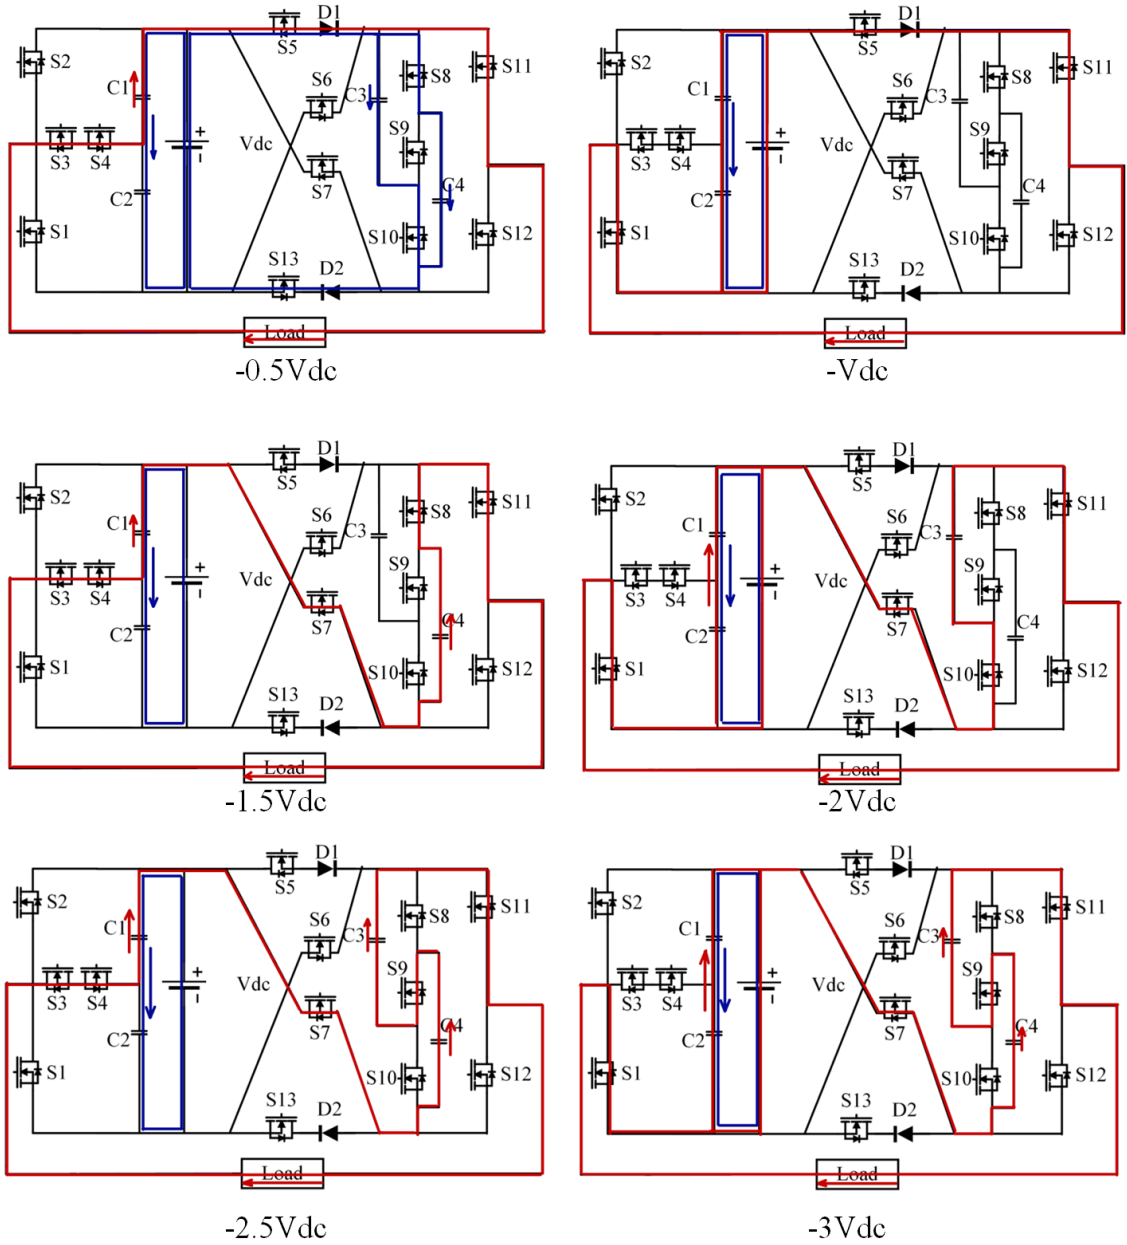 D1
S5
S2
S11
S8
S6
C1
C3
+
S9
S3
S4
Vdc
-
S7
C2
C4
S1
S10
S12
S13
D2
Load
-0.5Vdc
D1
S5
S2
S11
S8
S6
C1
C3
+
S9
S3
S4
Vdc
-
S7
C2
C4
S1
S10
S12
S13
D2
Load
-Vdc
D1
S5
S2
S11
S8
S6
C1
C3
+
S9
S3
S4
Vdc
-
S7
C2
C4
S1
S10
S12
S13
D2
Load
-1.5Vdc
D1
S5
S2
S11
S8
S6
C1
C3
+
S9
S3
S4
Vdc
-
S7
C2
C4
S1
S10
S12
S13
D2
Load
-2Vdc
D1
S5
S2
S11
S8
S6
C1
C3
+
S9
S3
S4
Vdc
-
S7
C2
C4
S1
S10
S12
S13
D2
Load
-2.5Vdc
D1
S5
S2
S11
S8
S6
C1
C3
+
S9
S3
S4
Vdc
-
S7
C2
C4
S1
S10
S12
S13
D2
Load
-3Vdc